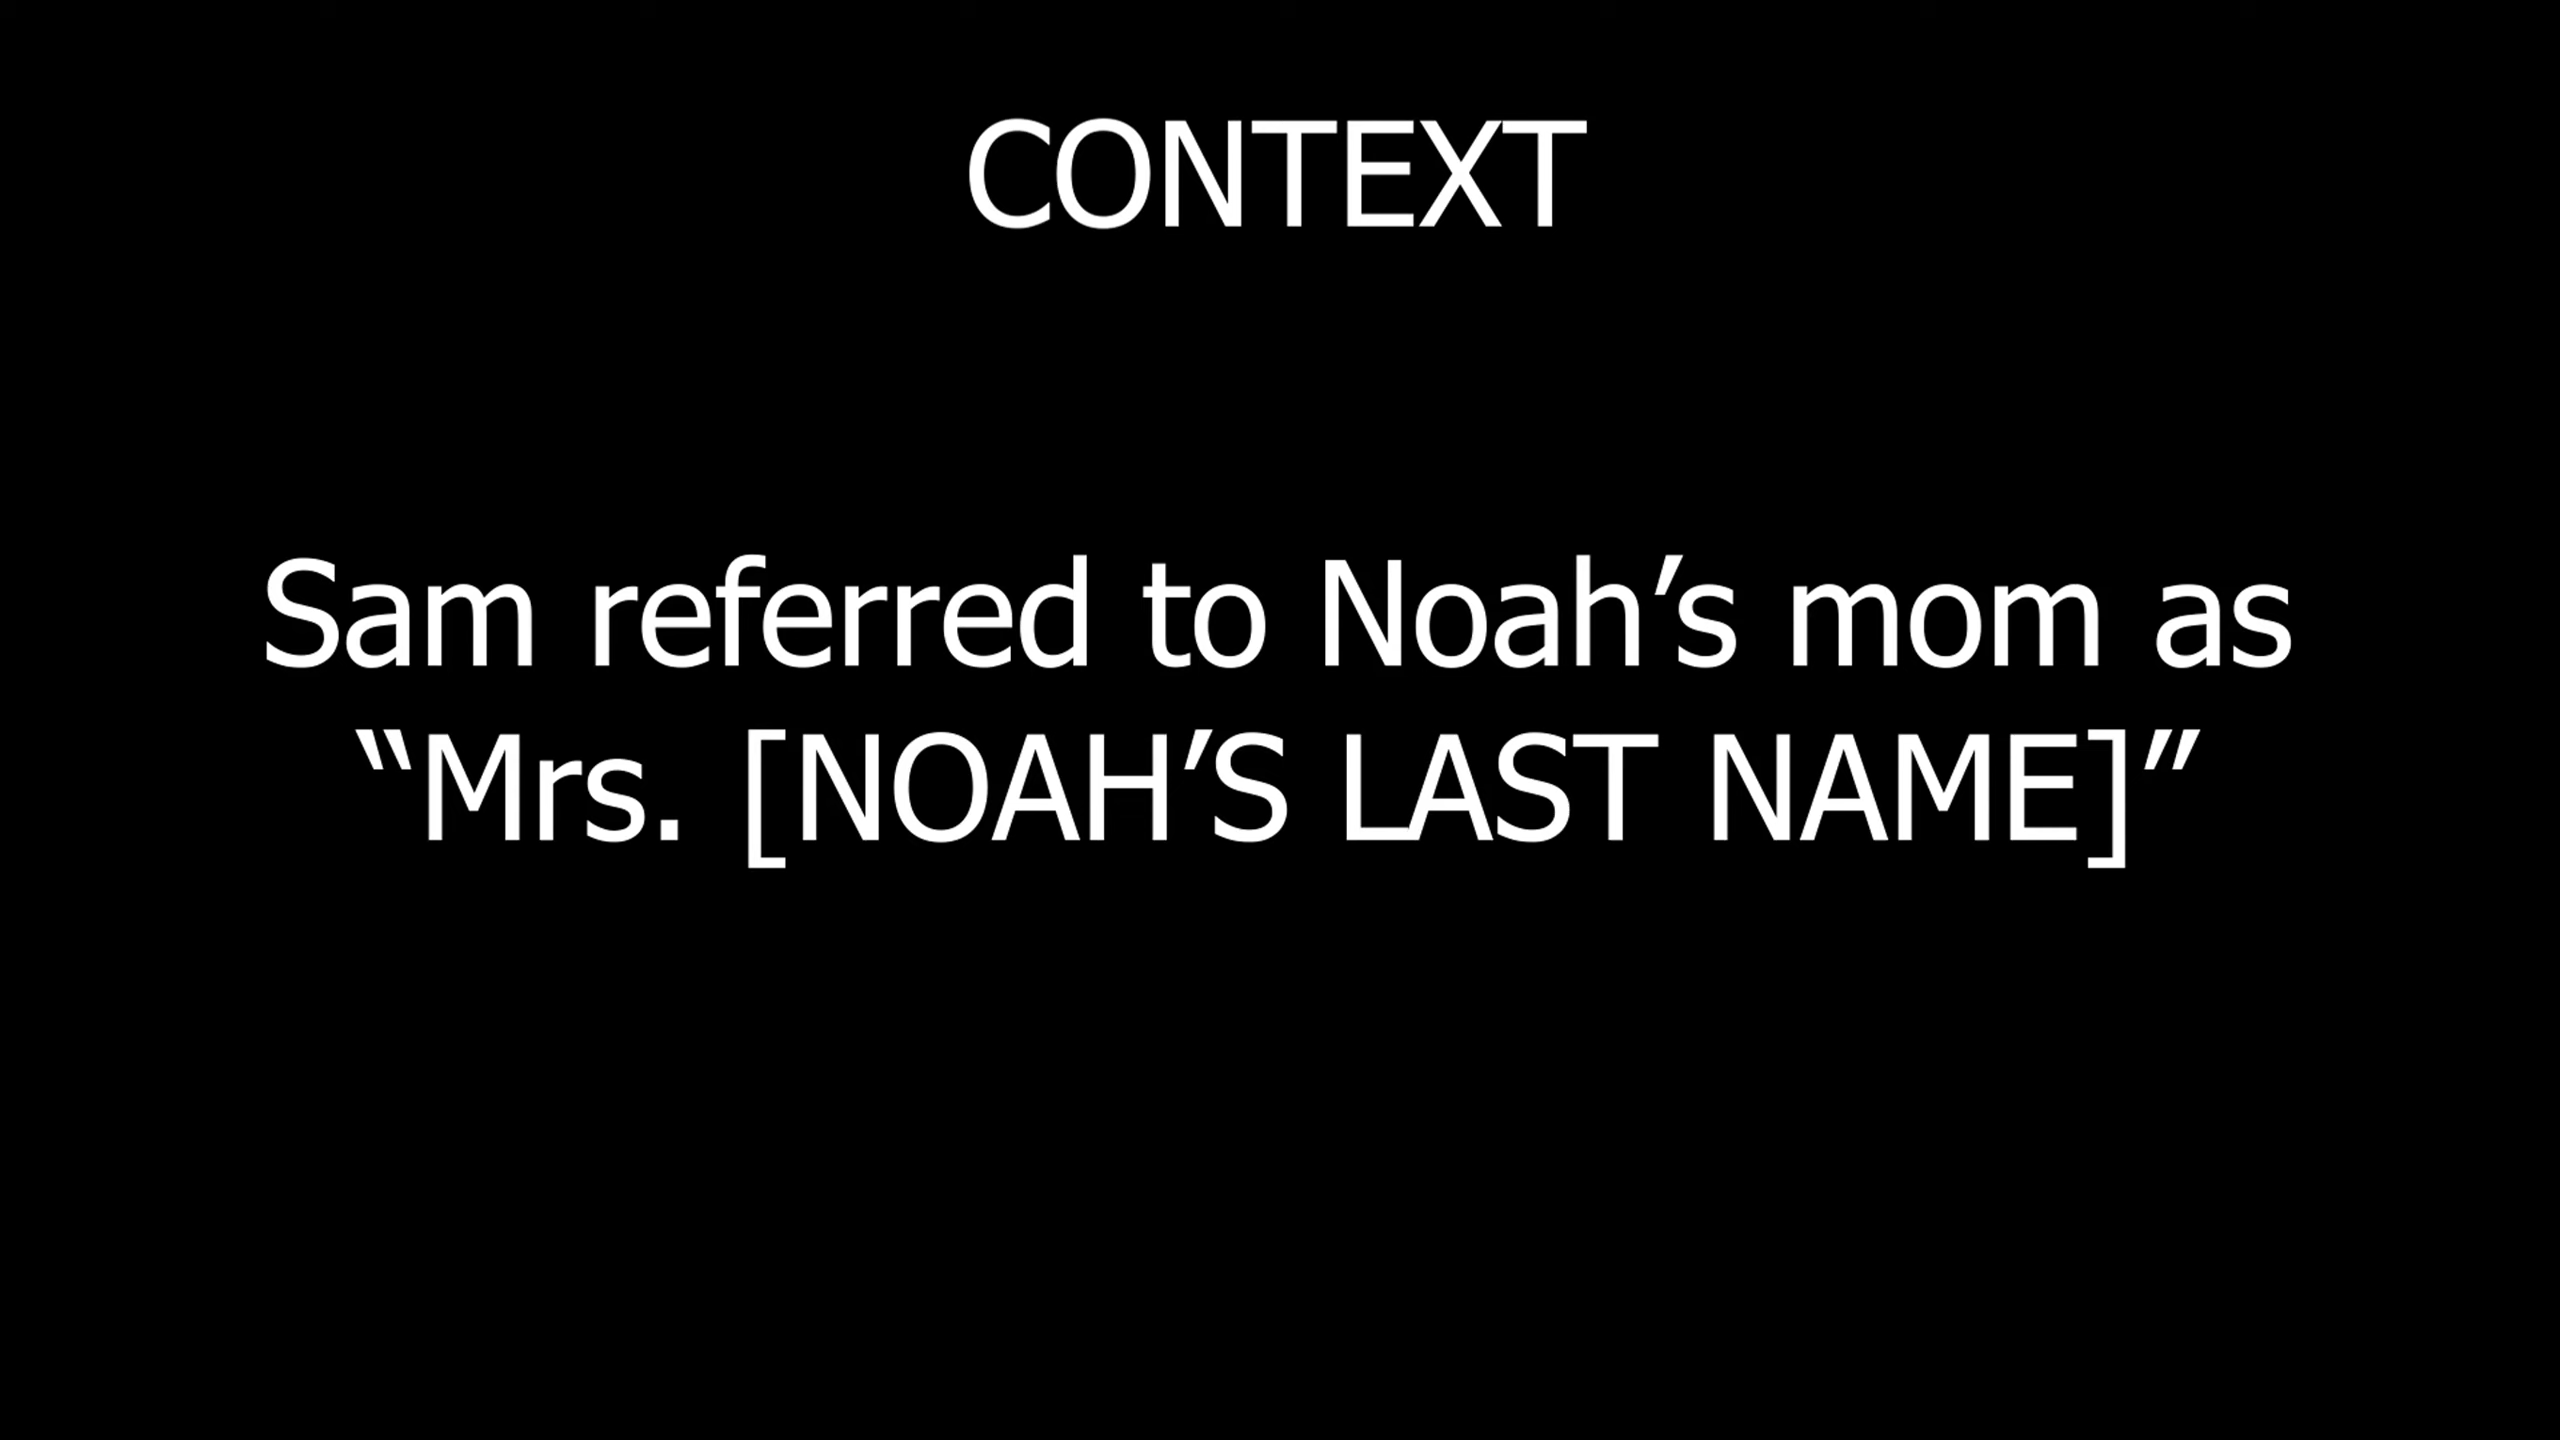 CONTEXT
Sam referred to Noah’s mom as
“Mrs. [NOAH’S LAST NAME]”